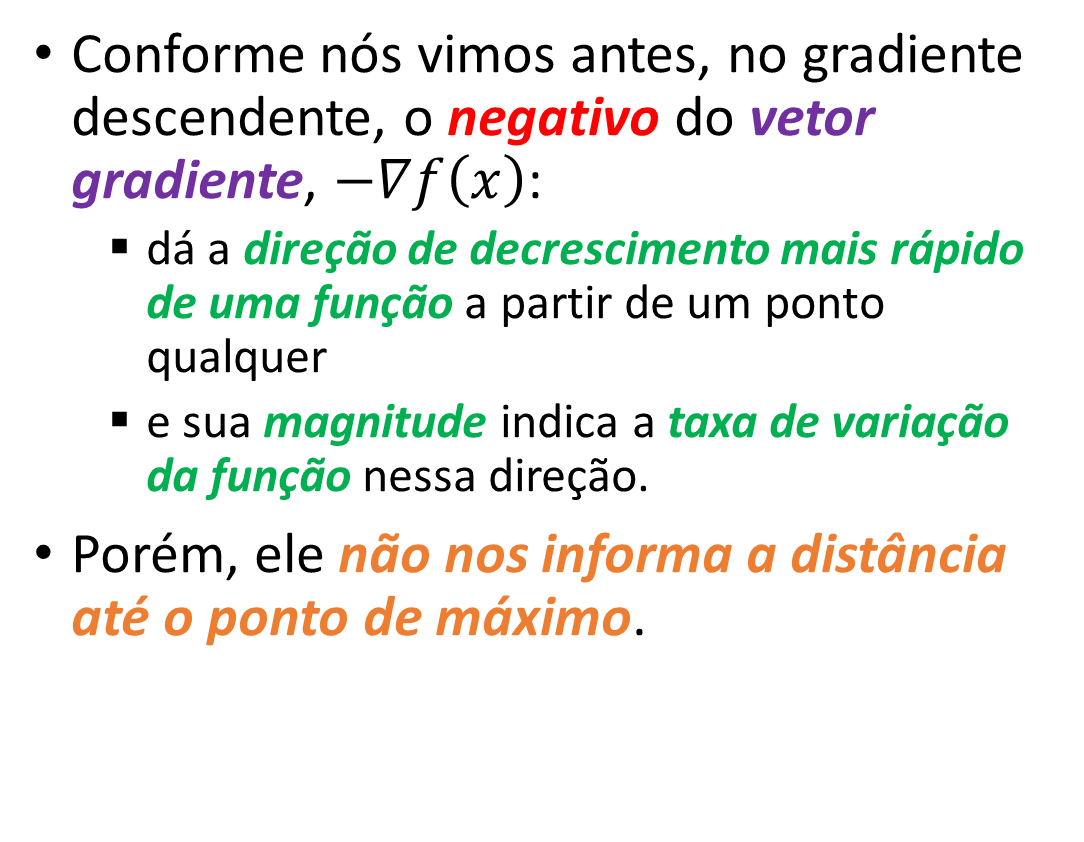 • Conforme nós vimos antes, no gradiente
descendente, o negativo do vetor
gradiente, −∇f(x):
▪ dá a direção de decrescimento mais rápido
de uma função a partir de um ponto
qualquer
▪ e sua magnitude indica a taxa de variação
da função nessa direção.
• Porém, ele não nos informa a distância
até o ponto de máximo.